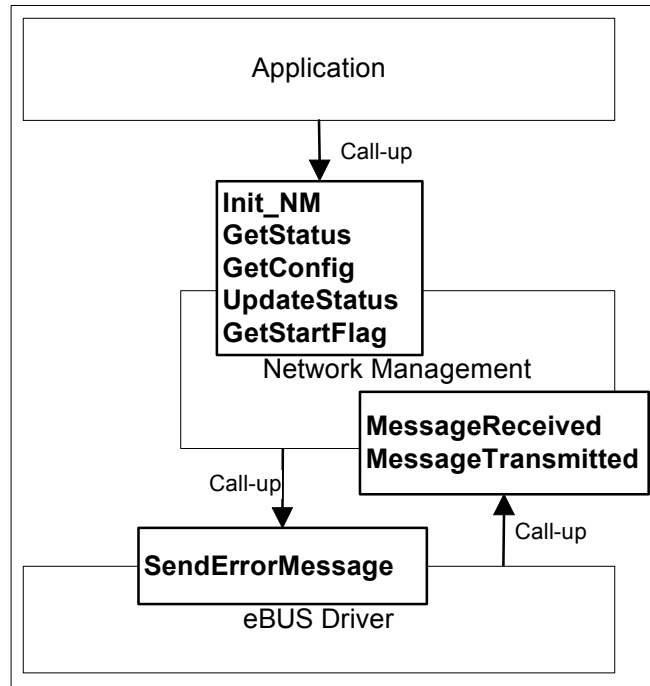 Application
Call-up
Init_NM
GetStatus
GetConfig
UpdateStatus
GetStartFlag
Network Management
MessageReceived
MessageTransmitted
Call-up
Call-up
SendErrorMessage
eBUS Driver